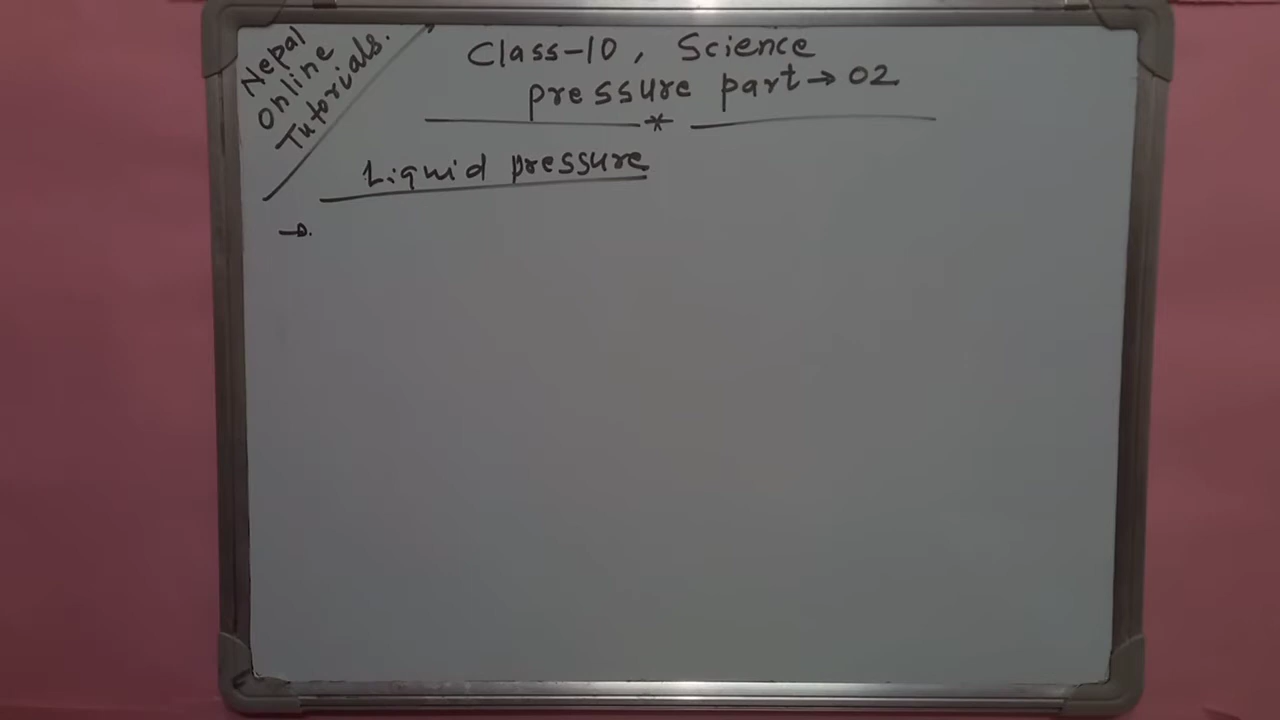 Nepal
Online
Tutorials.
Class-10, Science
pressure part → 02
*
Liquid pressure
→.